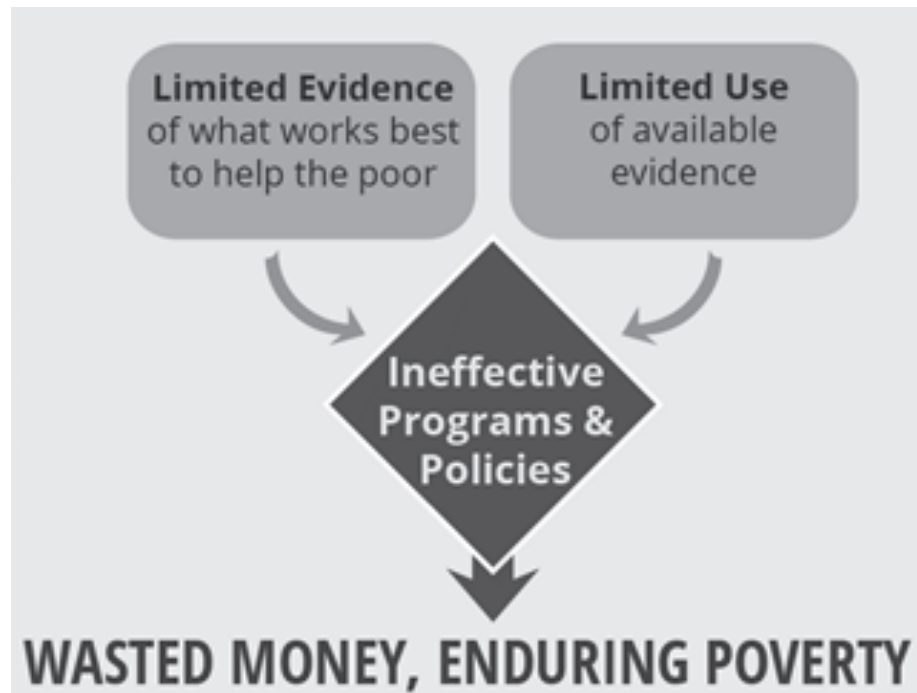 Limited Evidence
of what works best
to help the poor
Limited Use
of available
evidence
Ineffective
Programs &
Policies
WASTED MONEY, ENDURING POVERTY